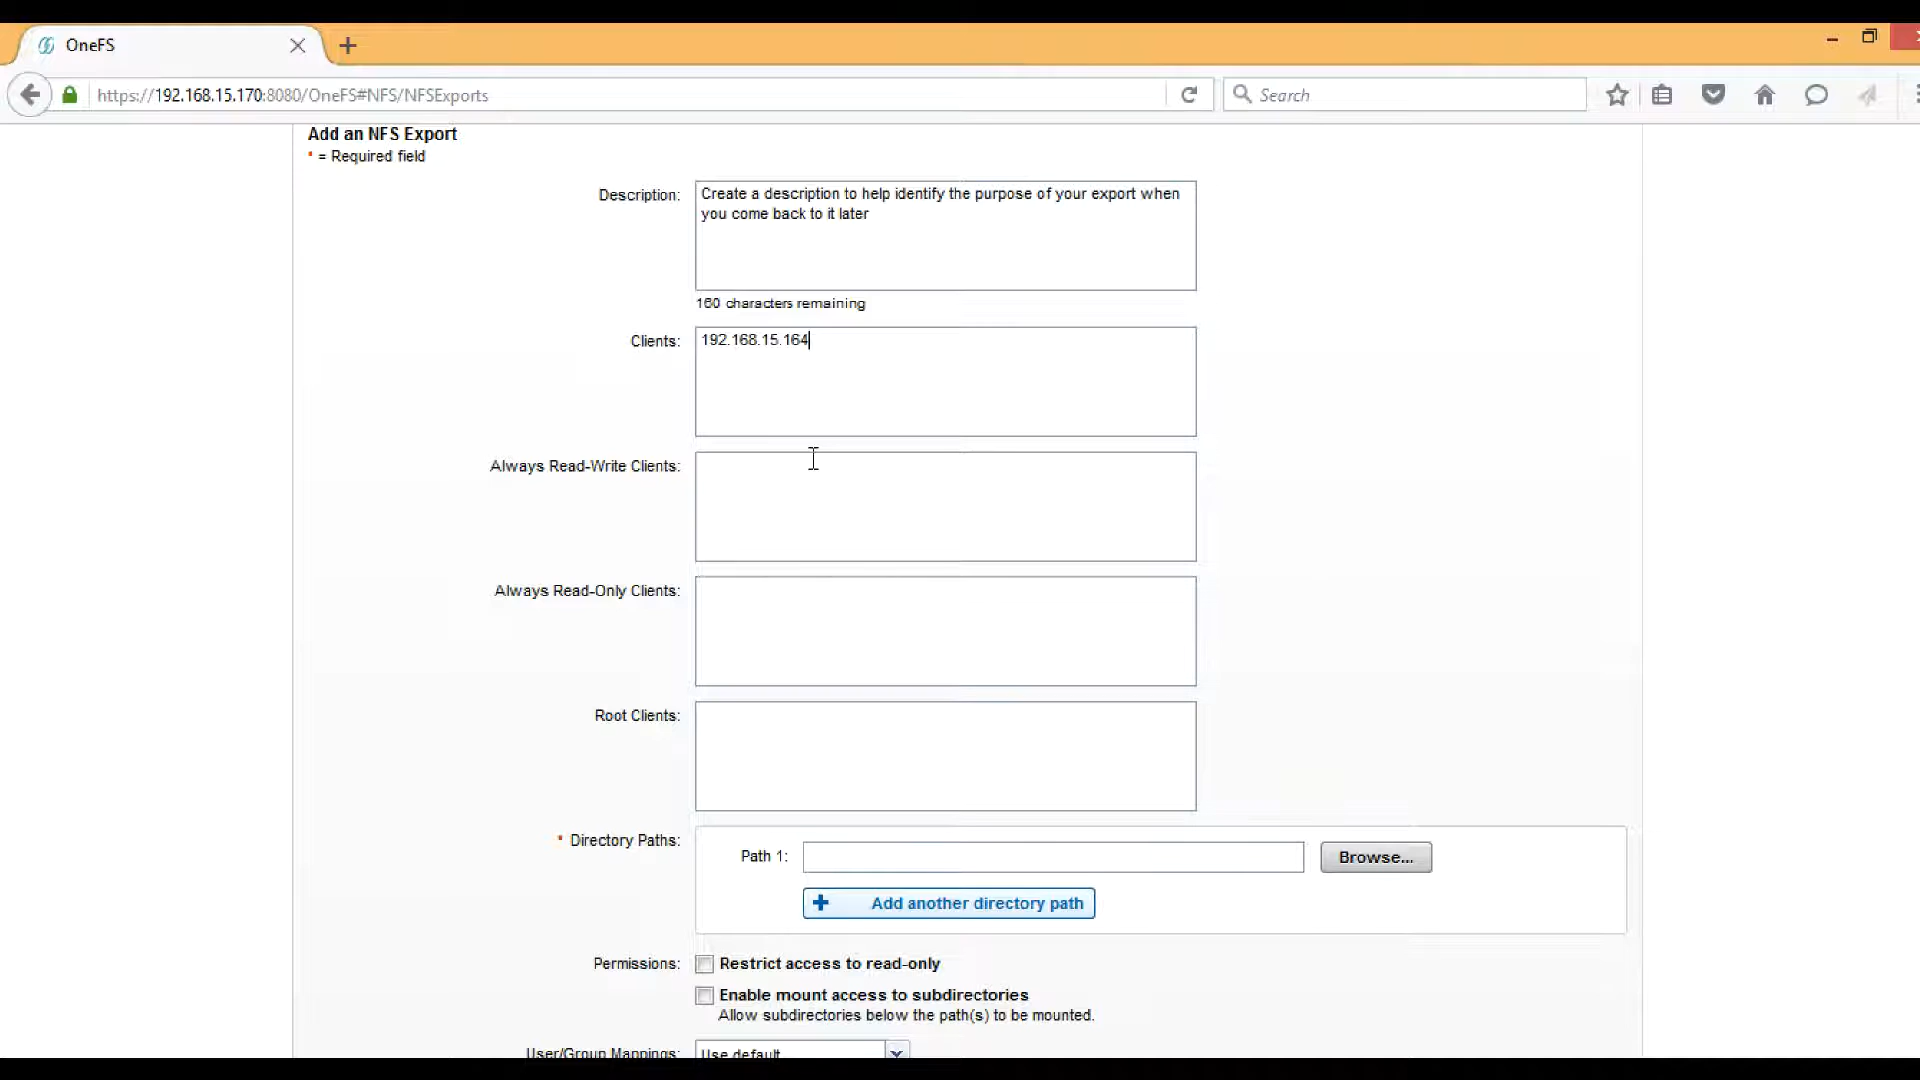 OneFS
https://192.168.15.170:8080/OneFS#NFS/NFSExports
Search
Add an NFS Export
* = Required field
Description:
Create a description to help identify the purpose of your export when
you come back to it later
160 characters remaining
Clients:
192.168.15.164
Always Read-Write Clients:
Always Read-Only Clients:
Root Clients:
* Directory Paths:
Path 1:
Browse...
+ Add another directory path
Permissions:
Restrict access to read-only
Enable mount access to subdirectories
Allow subdirectories below the path(s) to be mounted.
User/Group Mappings:
Use default